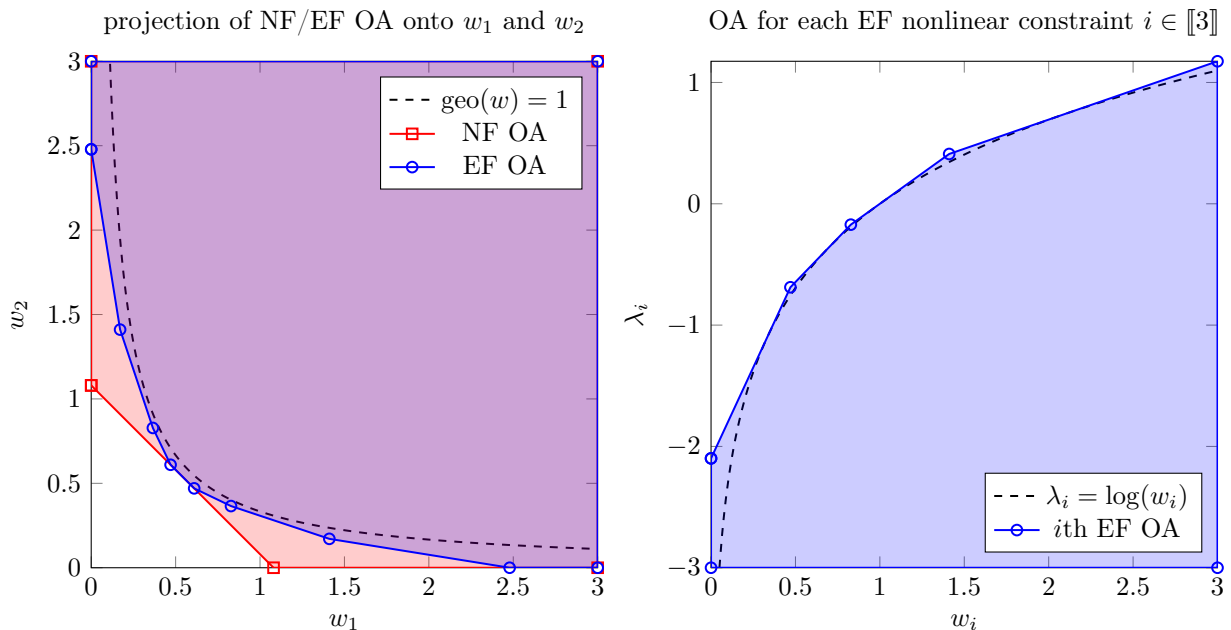 projection of NF/EF OA onto w₁ and w₂
3
2.5
2
1.5
1
0.5
0
w₂
geo(w) = 1
NF OA
EF OA
0 0.5 1 1.5 2 2.5 3
w₁
OA for each EF nonlinear constraint i ∈ ⟦3⟧
1
0
−1
−2
−3
λᵢ
λᵢ = log(wᵢ)
ith EF OA
0 0.5 1 1.5 2 2.5 3
wᵢ